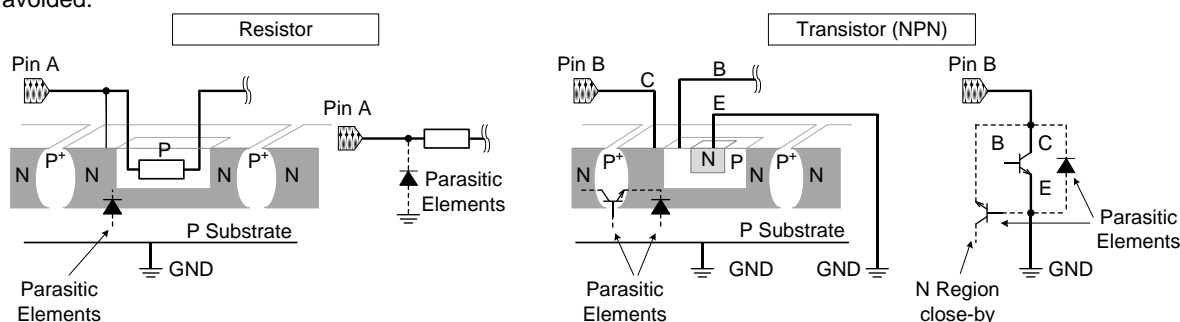 avoided.
Resistor
Transistor (NPN)
Pin A
Pin A
P
N
P+
N
N
P+
N
Parasitic
Elements
P Substrate
GND
Parasitic
Elements
Pin B
C
B
E
N
P+
N
N
P
P+
N
P Substrate
GND
GND
Parasitic
Elements
Pin B
B
C
E
Parasitic
Elements
GND
N Region
close-by